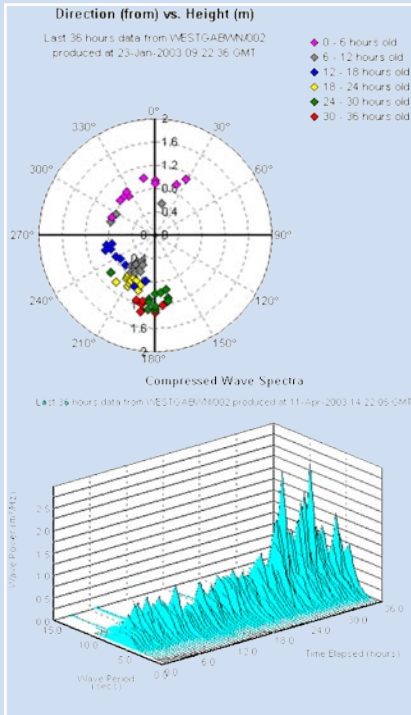 Direction (from) vs. Height (m)
Last 36 hours data from WESTGABWN/002
produced at 23-Jan-2003 09:22:36 GMT
0 - 6 hours old
6 - 12 hours old
12 - 18 hours old
18 - 24 hours old
24 - 30 hours old
30 - 36 hours old
0°
330°
30°
300°
60°
270°
90°
240°
120°
210°
150°
180°
2
1.6
1.2
0.8
0.4
0
1.6
2
Compressed Wave Spectra
Last 36 hours data from WESTGABWN/002 produced at 11-Apr-2003 14:22:05 GMT
Wave Power (m²/Hz)
2.5
2.0
1.5
1.0
0.5
0.0
15.0
10.0
5.0
0.0
Wave Period
(secs)
0.0
6.0
12.0
18.0
24.0
30.0
36.0
Time Elapsed (hours)